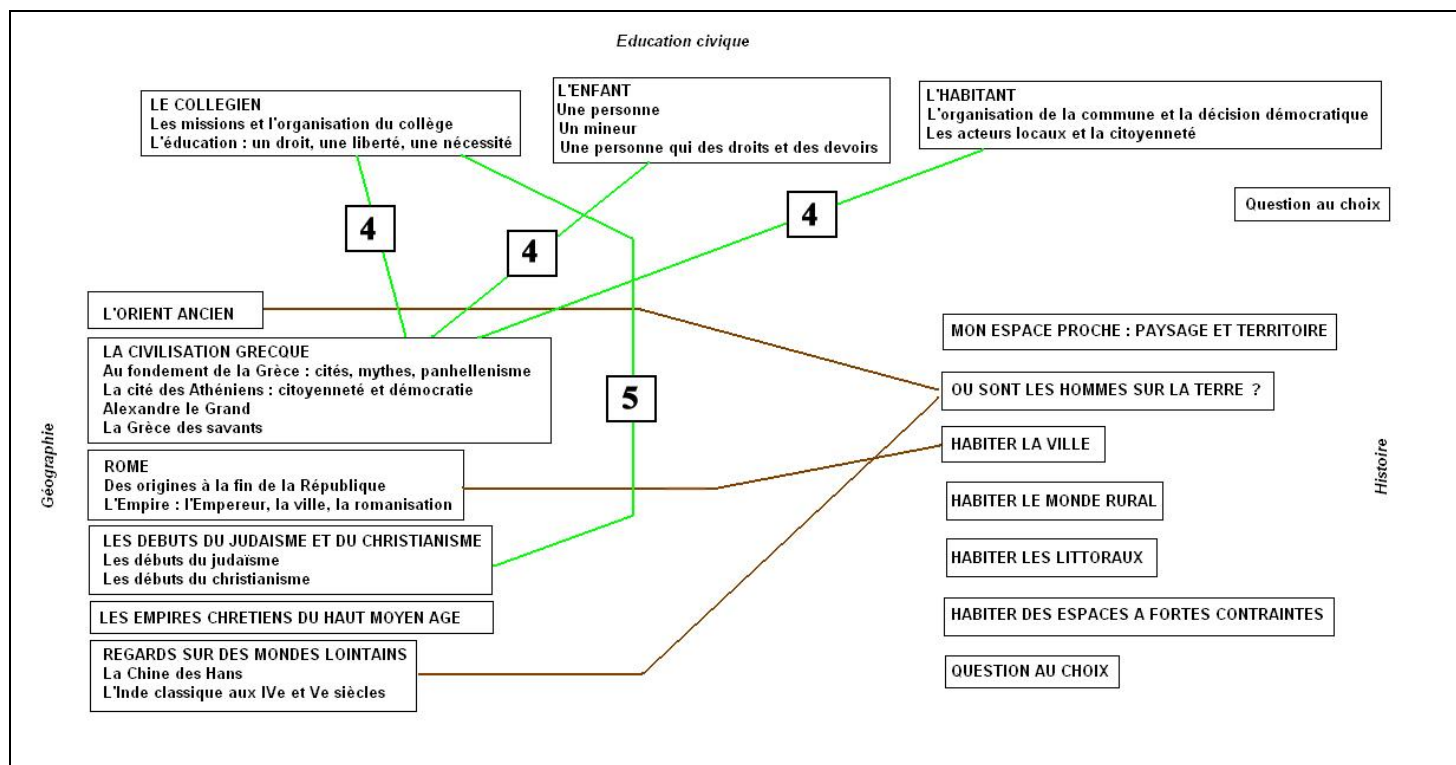 Education civique
LE COLLEGIEN
Les missions et l'organisation du collège
L'éducation : un droit, une liberté, une nécessité
L'ENFANT
Une personne
Un mineur
Une personne qui des droits et des devoirs
L'HABITANT
L'organisation de la commune et la décision démocratique
Les acteurs locaux et la citoyenneté
Question au choix
4
4
4
5
Géographie
L'ORIENT ANCIEN
LA CIVILISATION GRECQUE
Au fondement de la Grèce : cités, mythes, panhellenisme
La cité des Athéniens : citoyenneté et démocratie
Alexandre le Grand
La Grèce des savants
ROME
Des origines à la fin de la République
L'Empire : l'Empereur, la ville, la romanisation
LES DEBUTS DU JUDAISME ET DU CHRISTIANISME
Les débuts du judaïsme
Les débuts du christianisme
LES EMPIRES CHRETIENS DU HAUT MOYEN AGE
REGARDS SUR DES MONDES LOINTAINS
La Chine des Hans
L'Inde classique aux IVe et Ve siècles
MON ESPACE PROCHE : PAYSAGE ET TERRITOIRE
OU SONT LES HOMMES SUR LA TERRE ?
HABITER LA VILLE
HABITER LE MONDE RURAL
HABITER LES LITTORAUX
HABITER DES ESPACES A FORTES CONTRAINTES
QUESTION AU CHOIX
Histoire